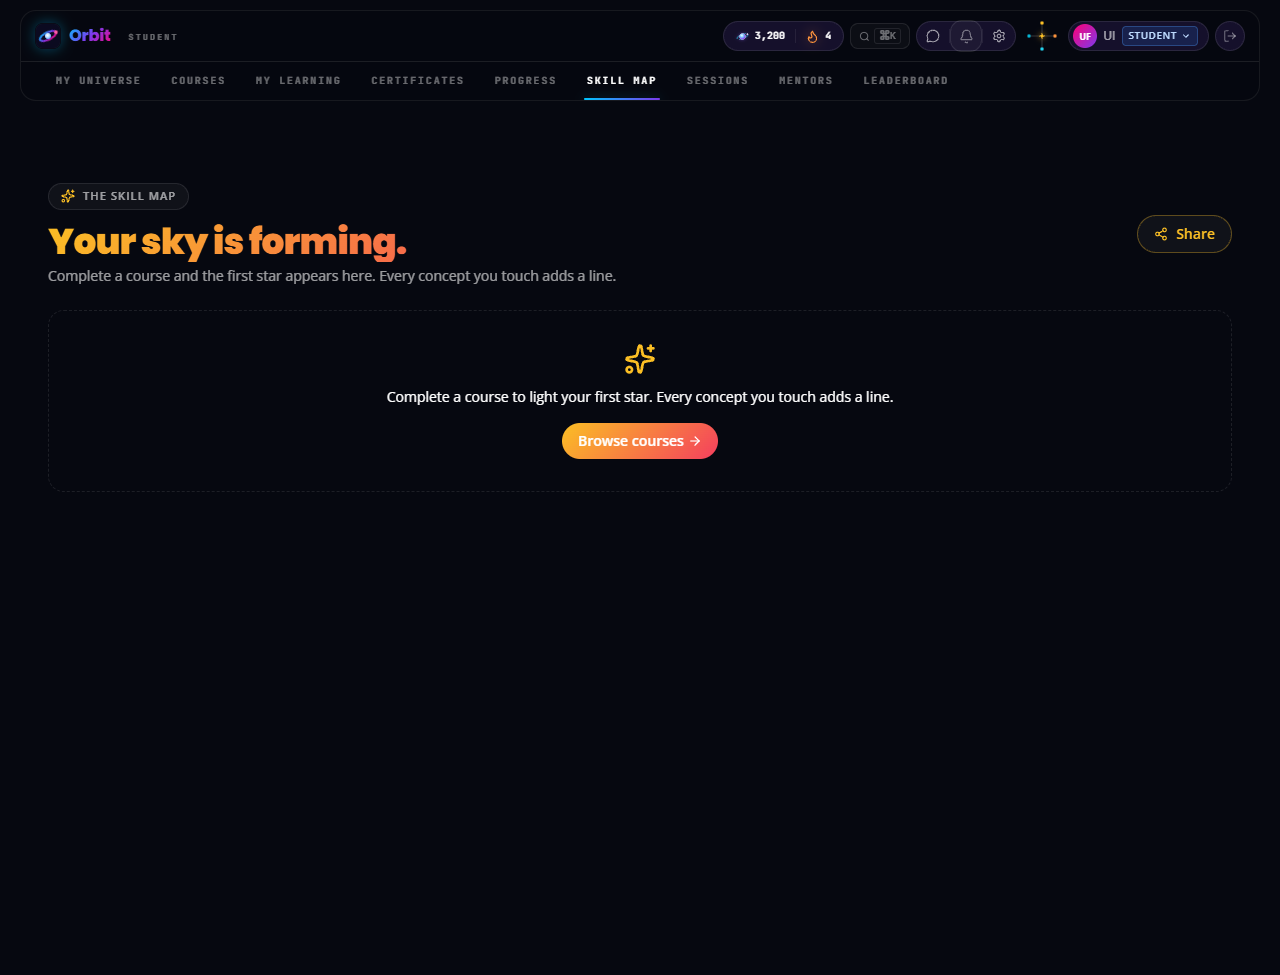 Orbit STUDENT
3,200 4 ⌘K UF UI STUDENT
MY UNIVERSE COURSES MY LEARNING CERTIFICATES PROGRESS SKILL MAP SESSIONS MENTORS LEADERBOARD
THE SKILL MAP
Your sky is forming.
Share
Complete a course and the first star appears here. Every concept you touch adds a line.
Complete a course to light your first star. Every concept you touch adds a line.
Browse courses →